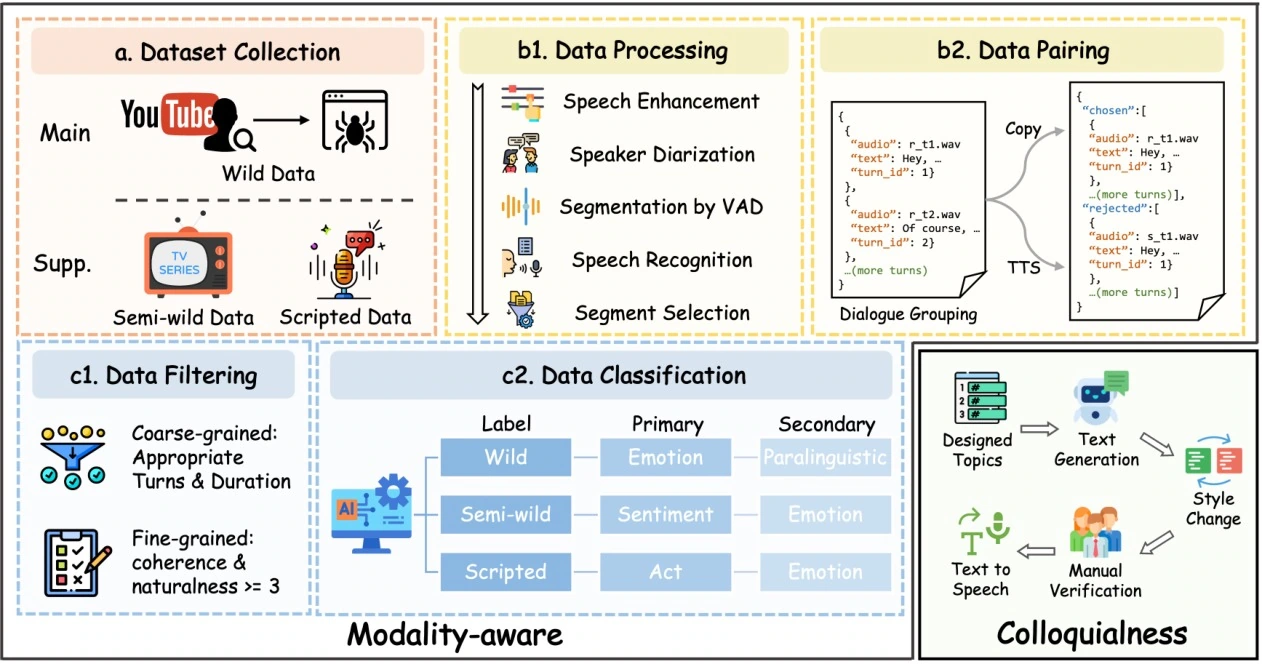 a. Dataset Collection
Main
YouTube
Wild Data
Supp.
TV
SERIES
Semi-wild Data
Scripted Data
b1. Data Processing
Speech Enhancement
Speaker Diarization
Segmentation by VAD
Speech Recognition
Segment Selection
b2. Data Pairing
{
{
"audio": r_t1.wav
"text": Hey, …
"turn_id": 1}
},
{
"audio": r_t2.wav
"text": Of course, …
"turn_id": 2}
},
…(more turns)
}
Dialogue Grouping
Copy
TTS
{
"chosen":[
{
"audio": r_t1.wav
"text": Hey, …
"turn_id": 1}
},
…(more turns)],
"rejected":[
{
"audio": s_t1.wav
"text": Hey, …
"turn_id": 1}
},
…(more turns)]
}
c1. Data Filtering
Coarse-grained:
Appropriate
Turns & Duration
Fine-grained:
coherence &
naturalness >= 3
c2. Data Classification
Label Primary Secondary
AI
Wild Emotion Paralinguistic
Semi-wild Sentiment Emotion
Scripted Act Emotion
Modality-aware
1 #
2 #
3 #
Designed
Topics
Text
Generation
Style
Change
Manual
Verification
T
Text to
Speech
Colloquialness